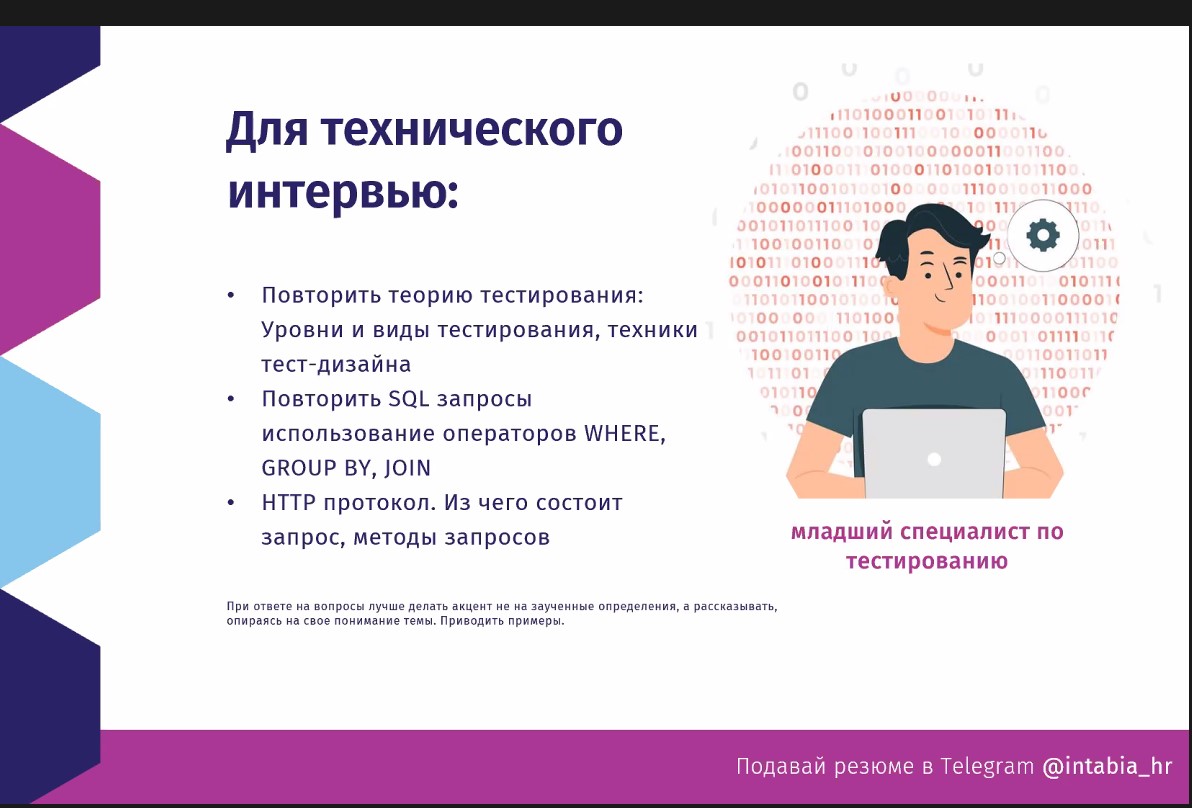 Для технического
интервью:
• Повторить теорию тестирования:
Уровни и виды тестирования, техники
тест-дизайна
• Повторить SQL запросы
использование операторов WHERE,
GROUP BY, JOIN
• HTTP протокол. Из чего состоит
запрос, методы запросов
младший специалист по
тестированию
При ответе на вопросы лучше делать акцент не на заученные определения, а рассказывать,
опираясь на свое понимание темы. Приводить примеры.
Подавай резюме в Telegram @intabia_hr